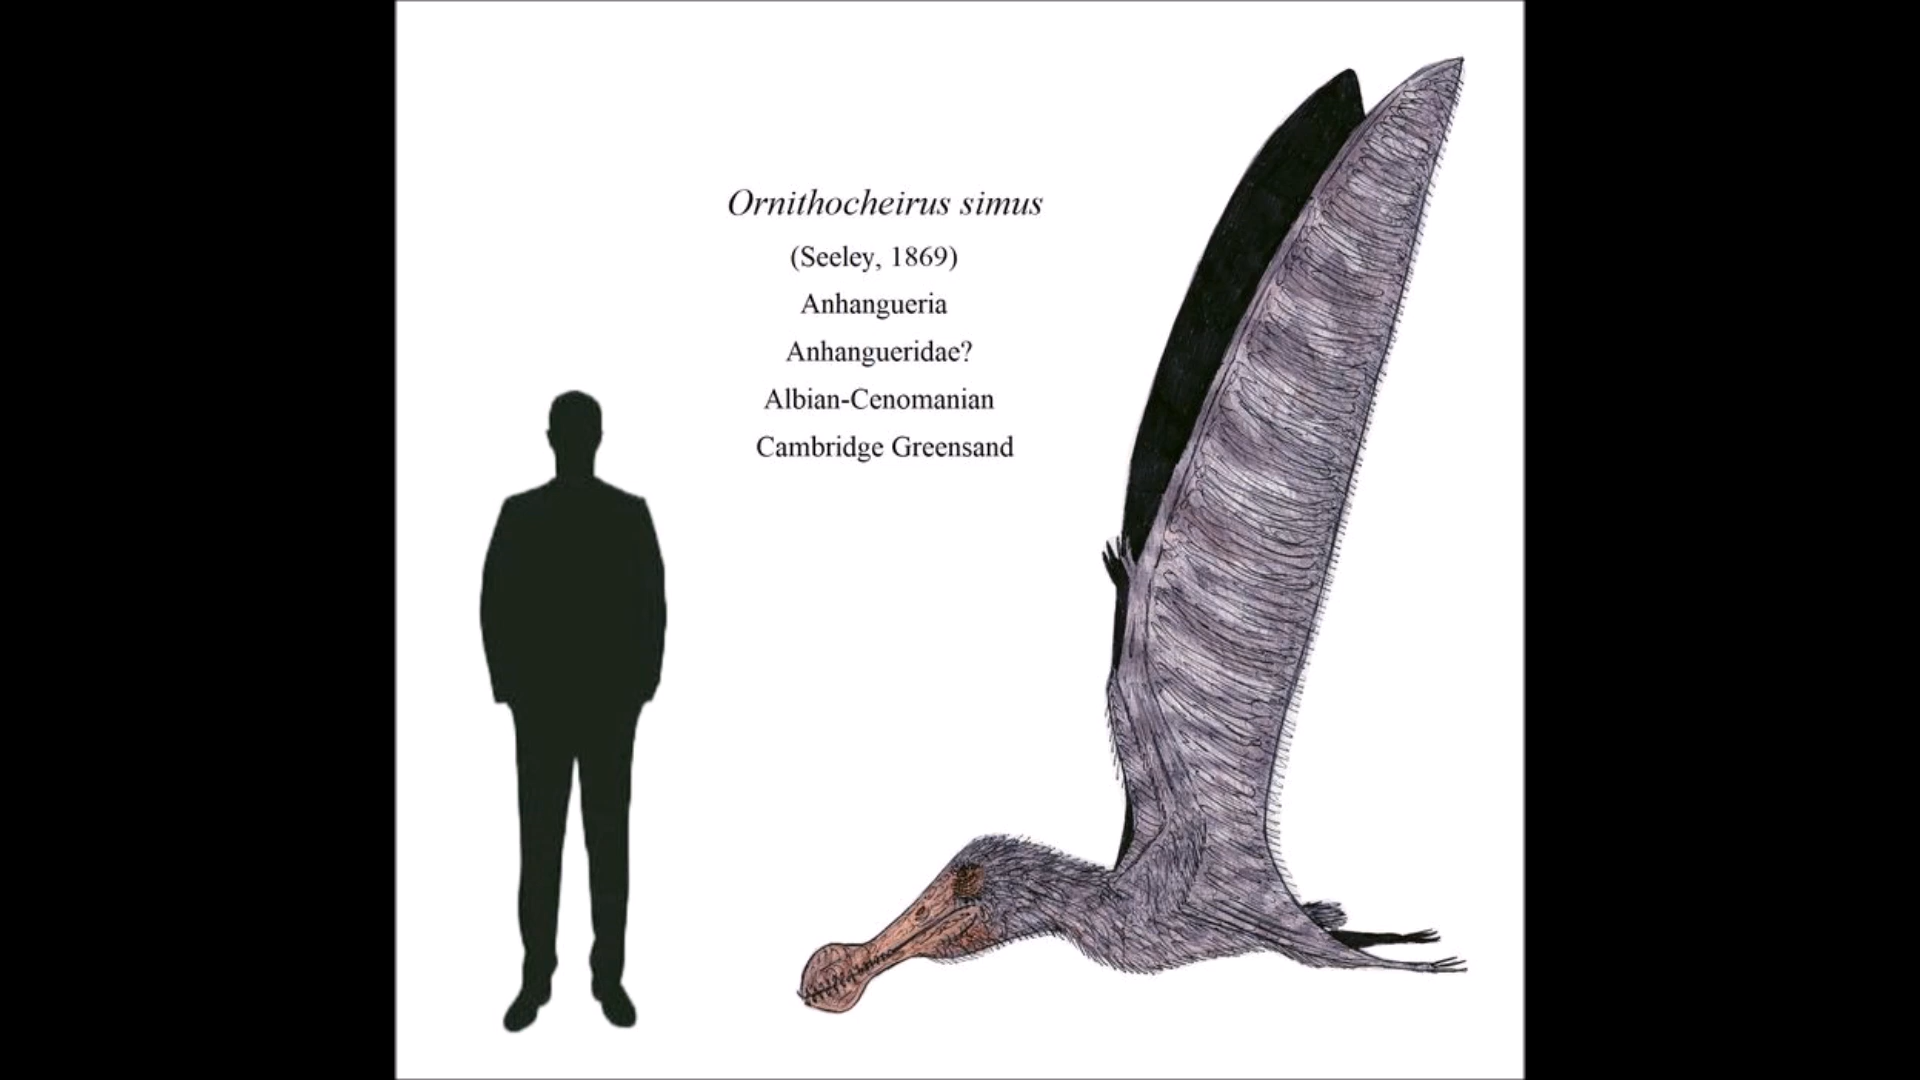 Ornithocheirus simus
(Seeley, 1869)
Anhangueria
Anhangueridae?
Albian-Cenomanian
Cambridge Greensand